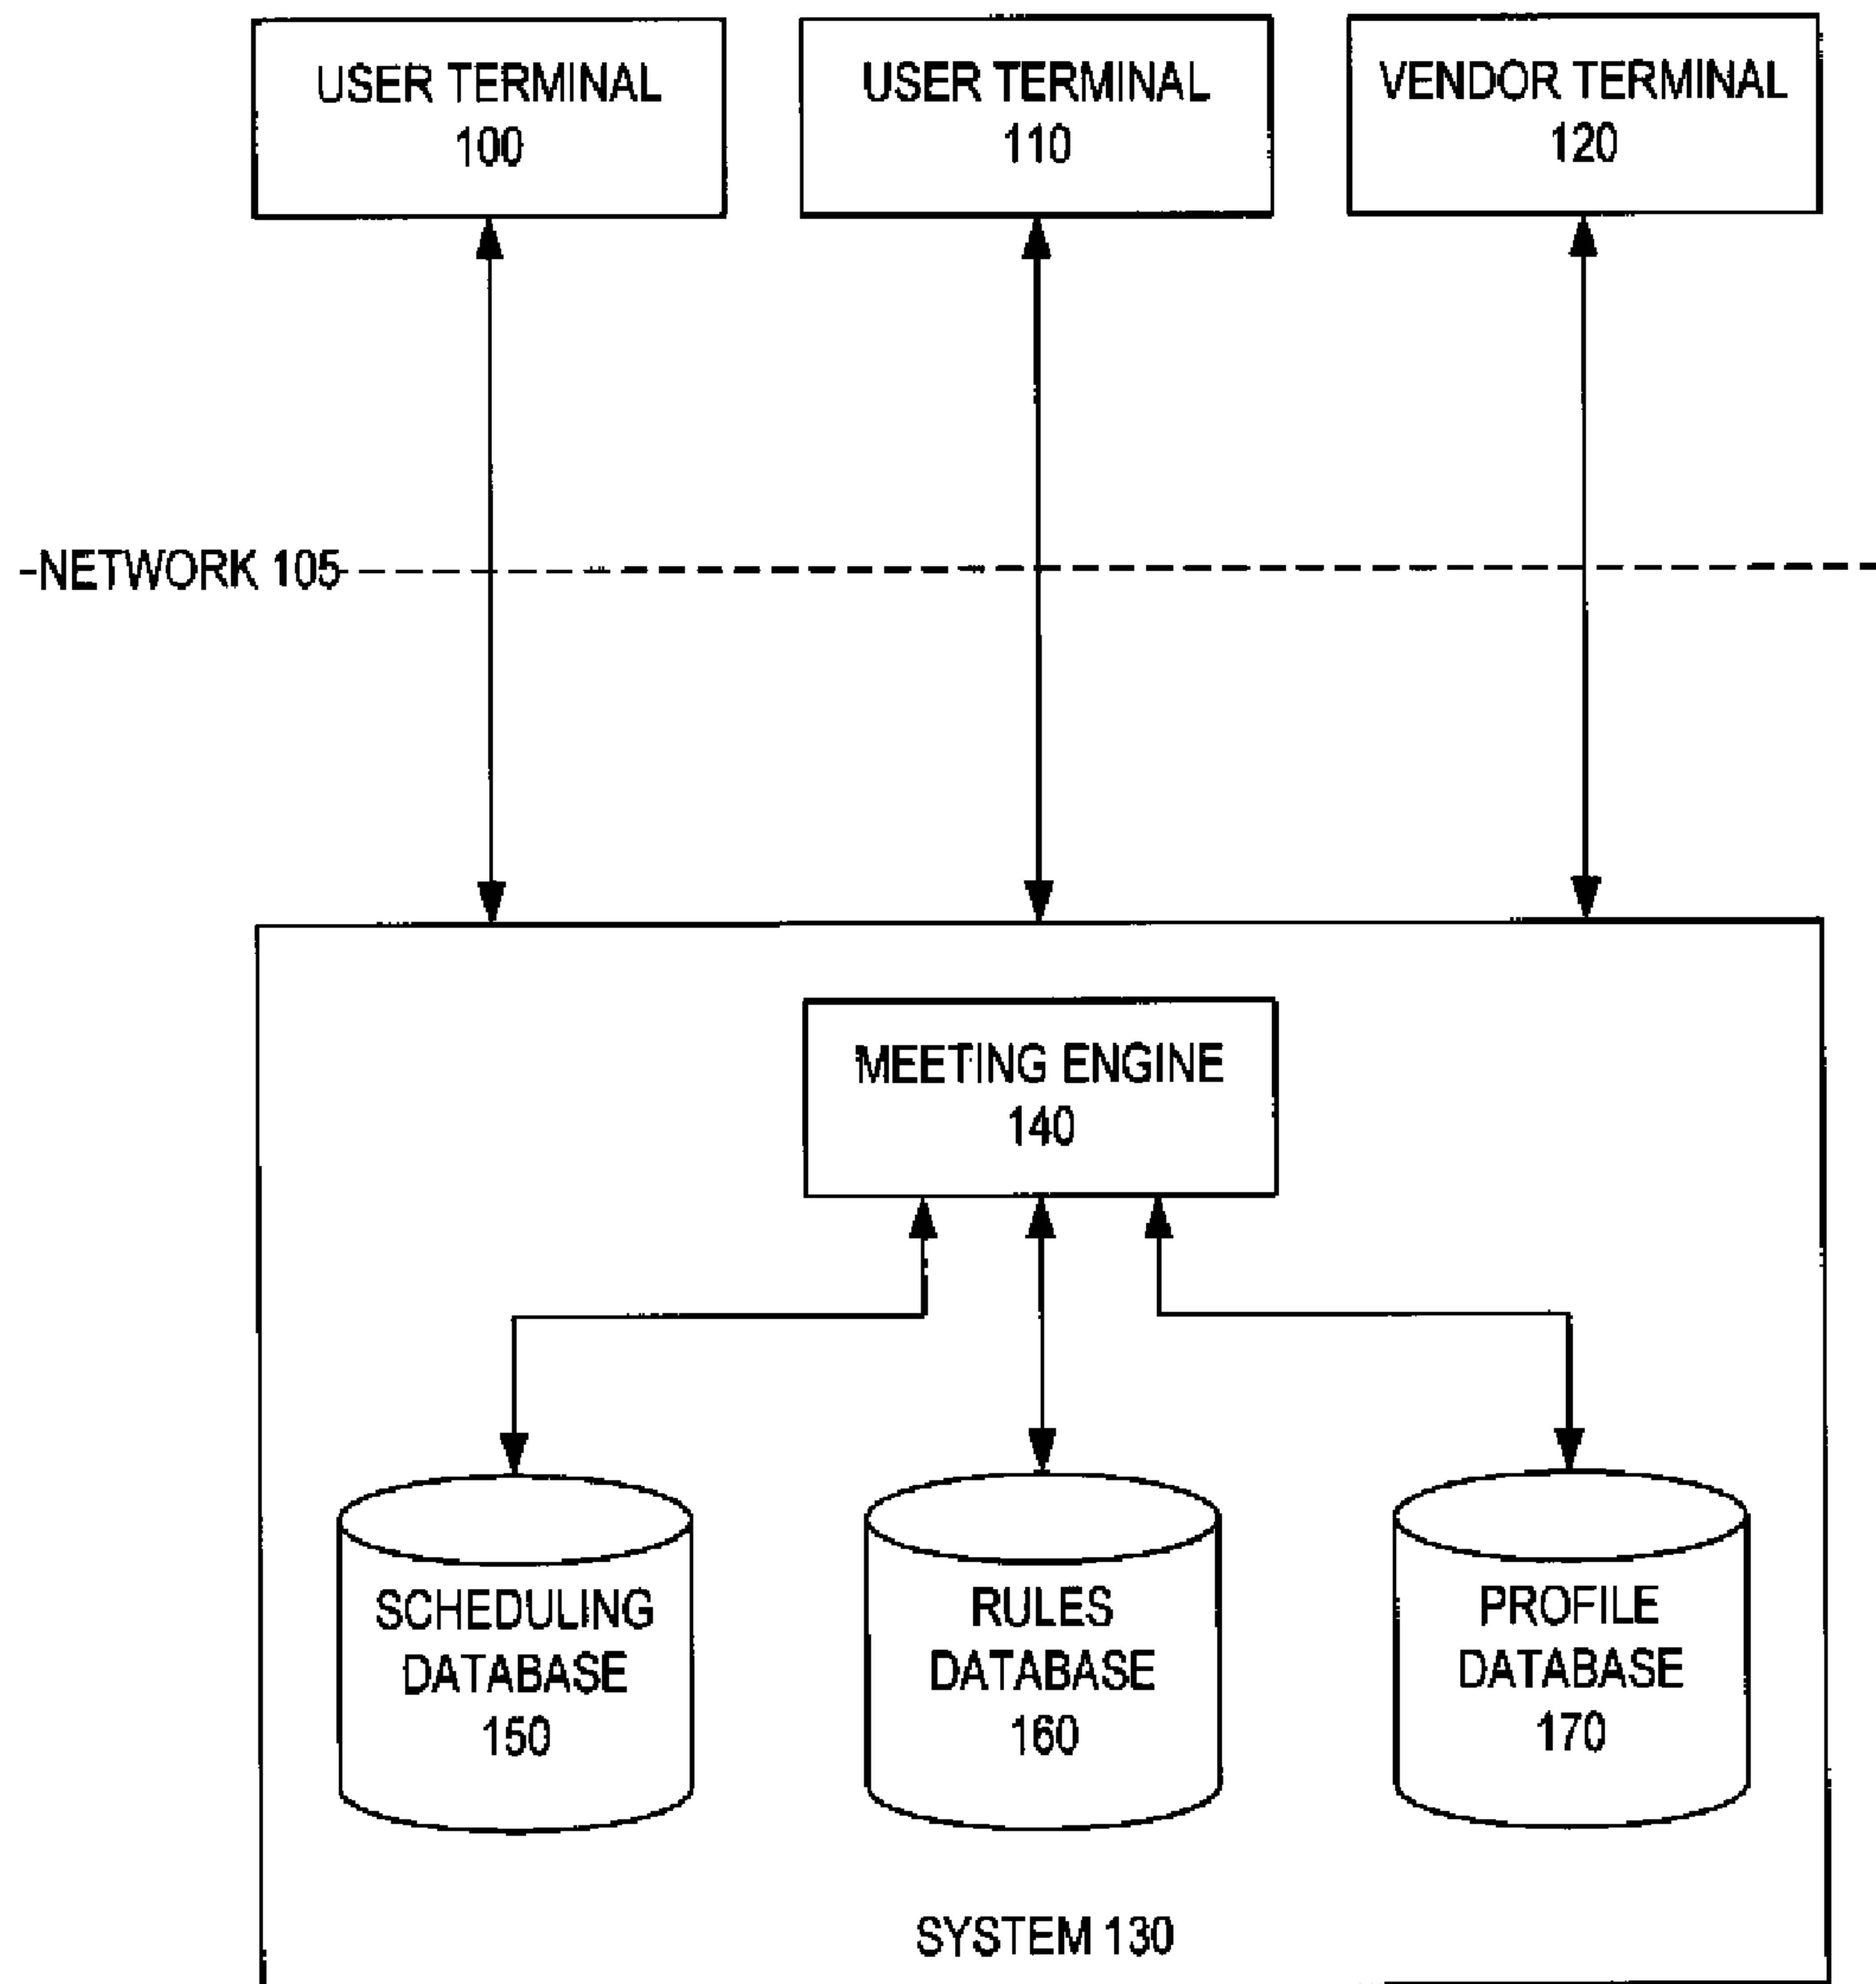 USER TERMINAL
100
USER TERMINAL
110
VENDOR TERMINAL
120
NETWORK 105
MEETING ENGINE
140
SCHEDULING
DATABASE
150
RULES
DATABASE
160
PROFILE
DATABASE
170
SYSTEM 130